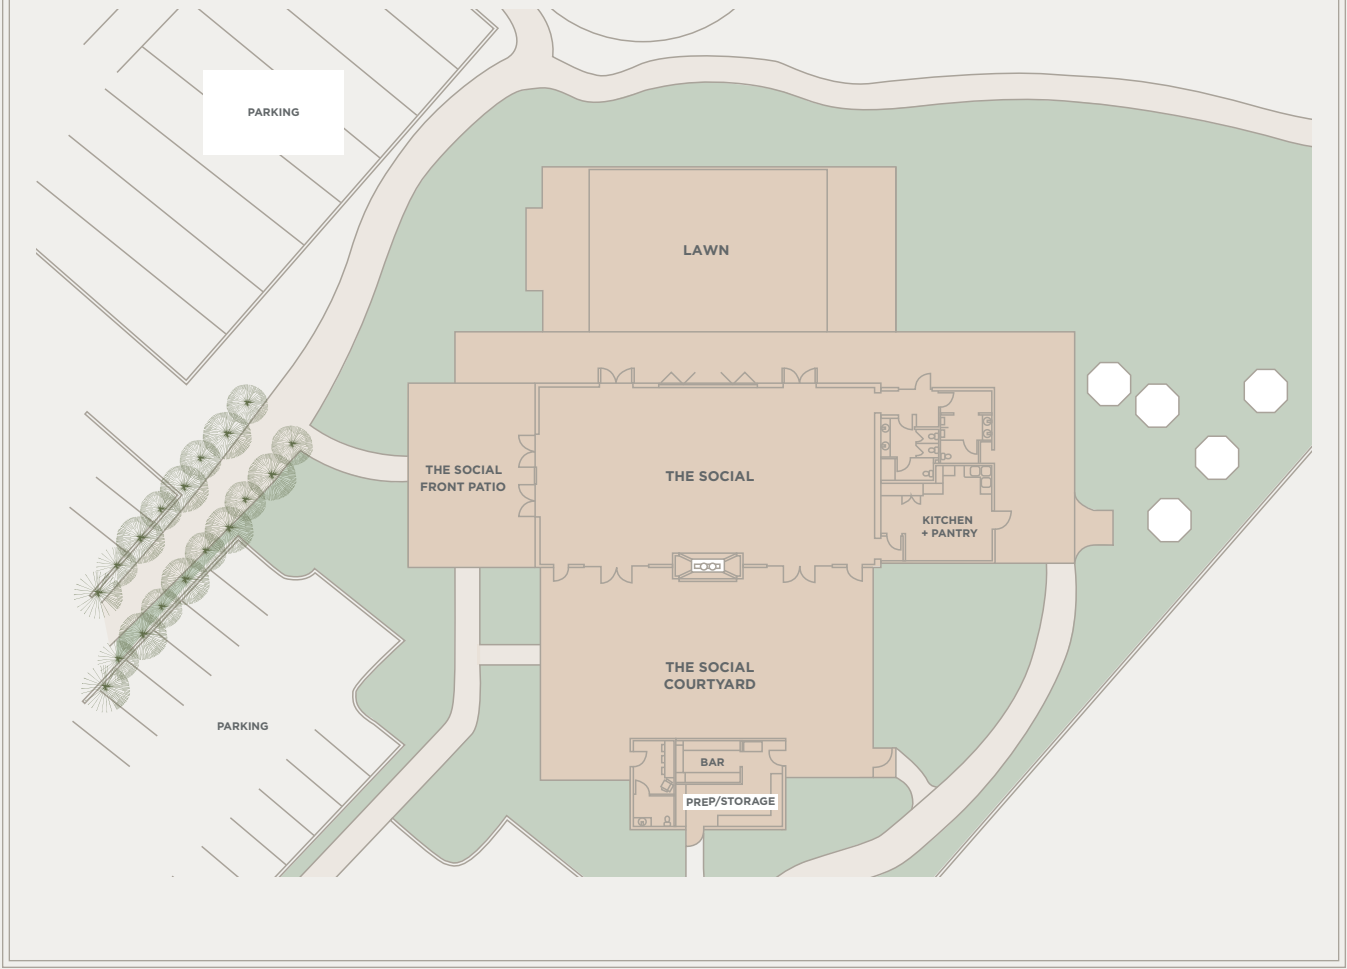 PARKING
LAWN
THE SOCIAL
FRONT PATIO
THE SOCIAL
KITCHEN
+ PANTRY
THE SOCIAL
COURTYARD
PARKING
BAR
PREP/STORAGE